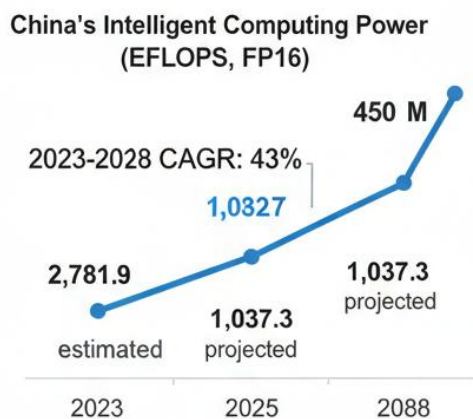 China's Intelligent Computing Power
(EFLOPS, FP16)
450 M
2023-2028 CAGR: 43%
1,0327
2,781.9
1,037.3
projected
estimated
1,037.3
projected
2023
2025
2088